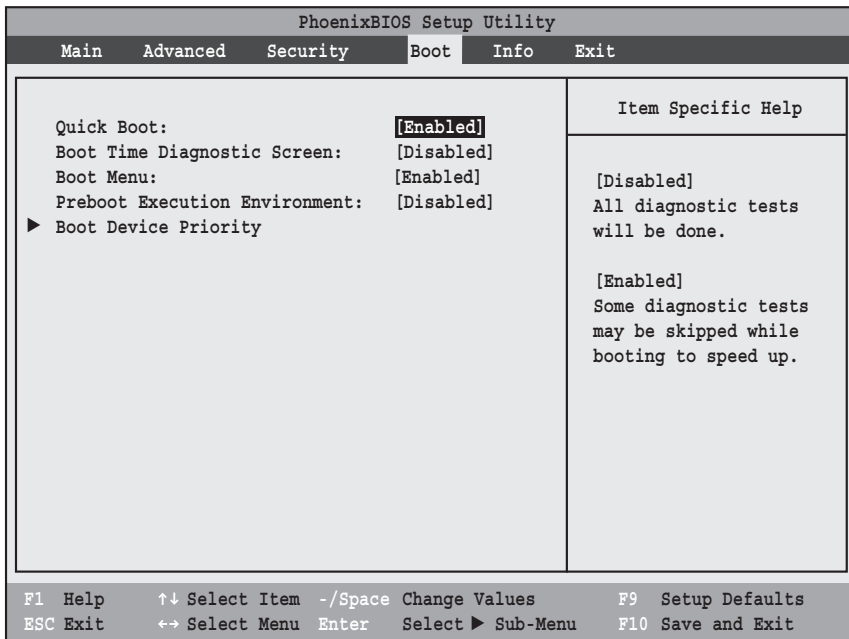 PhoenixBIOS Setup Utility
Main Advanced Security Boot Info Exit
Quick Boot: [Enabled]
Boot Time Diagnostic Screen: [Disabled]
Boot Menu: [Enabled]
Preboot Execution Environment: [Disabled]
▶ Boot Device Priority
Item Specific Help
[Disabled]
All diagnostic tests
will be done.
[Enabled]
Some diagnostic tests
may be skipped while
booting to speed up.
F1 Help ↑↓ Select Item -/Space Change Values F9 Setup Defaults
ESC Exit ←→ Select Menu Enter Select ▶ Sub-Menu F10 Save and Exit